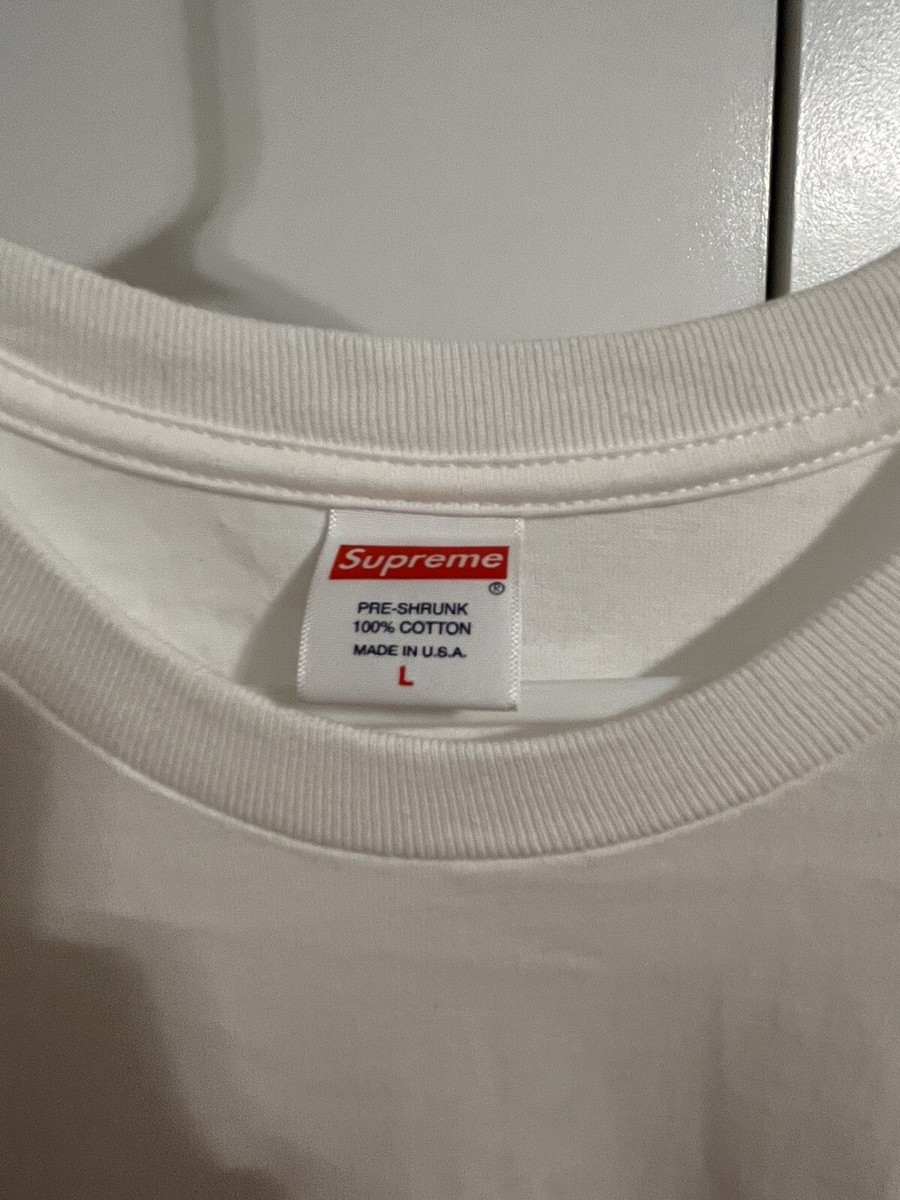 Supreme
®
PRE-SHRUNK
100% COTTON
MADE IN U.S.A.
L